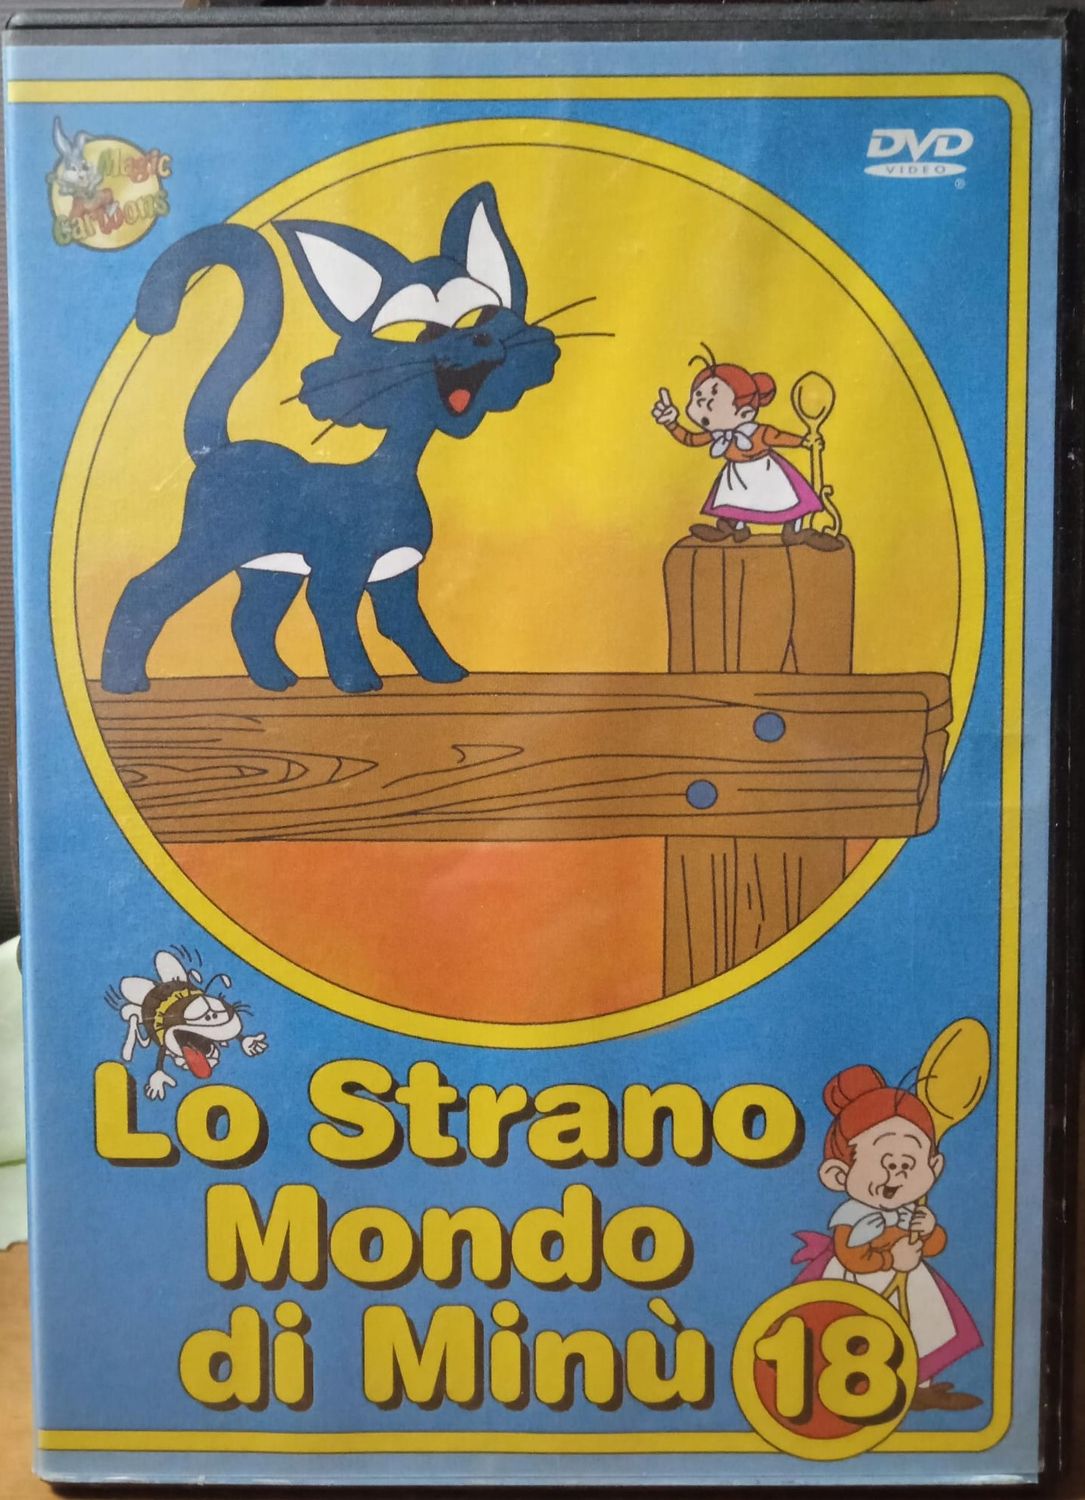 Magic
Cartoons
DVD
VIDEO
®
Lo Strano
Mondo
di Minù
18